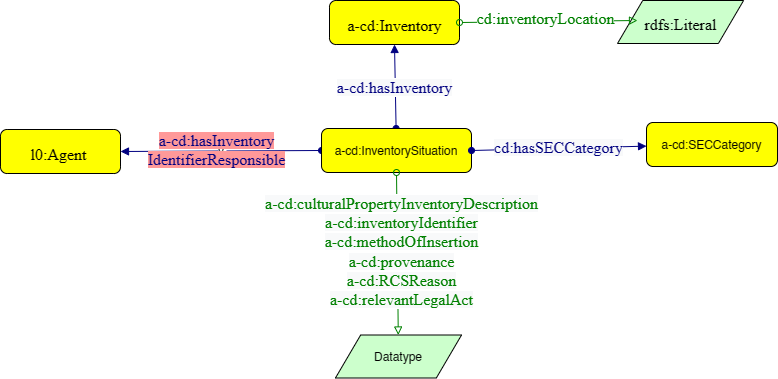 a-cd:Inventory
cd:inventoryLocation
rdfs:Literal
a-cd:hasInventory
l0:Agent
a-cd:hasInventory
IdentifierResponsible
a-cd:InventorySituation
cd:hasSECCategory
a-cd:SECCategory
a-cd:culturalPropertyInventoryDescription
a-cd:inventoryIdentifier
a-cd:methodOfInsertion
a-cd:provenance
a-cd:RCSReason
a-cd:relevantLegalAct
Datatype